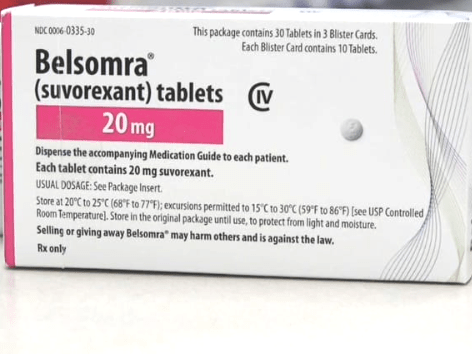 NDC 0006-0335-30
This package contains 30 Tablets in 3 Blister Cards.
Each Blister Card contains 10 Tablets.
Belsomra®
(suvorexant) tablets
CIV
20 mg
Dispense the accompanying Medication Guide to each patient.
Each tablet contains 20 mg suvorexant.
USUAL DOSAGE: See Package Insert.
Store at 20°C to 25°C (68°F to 77°F); excursions permitted to 15°C to 30°C (59°F to 86°F) [see USP Controlled
Room Temperature]. Store in the original package until use, to protect from light and moisture.
Selling or giving away Belsomra® may harm others and is against the law.
Rx only